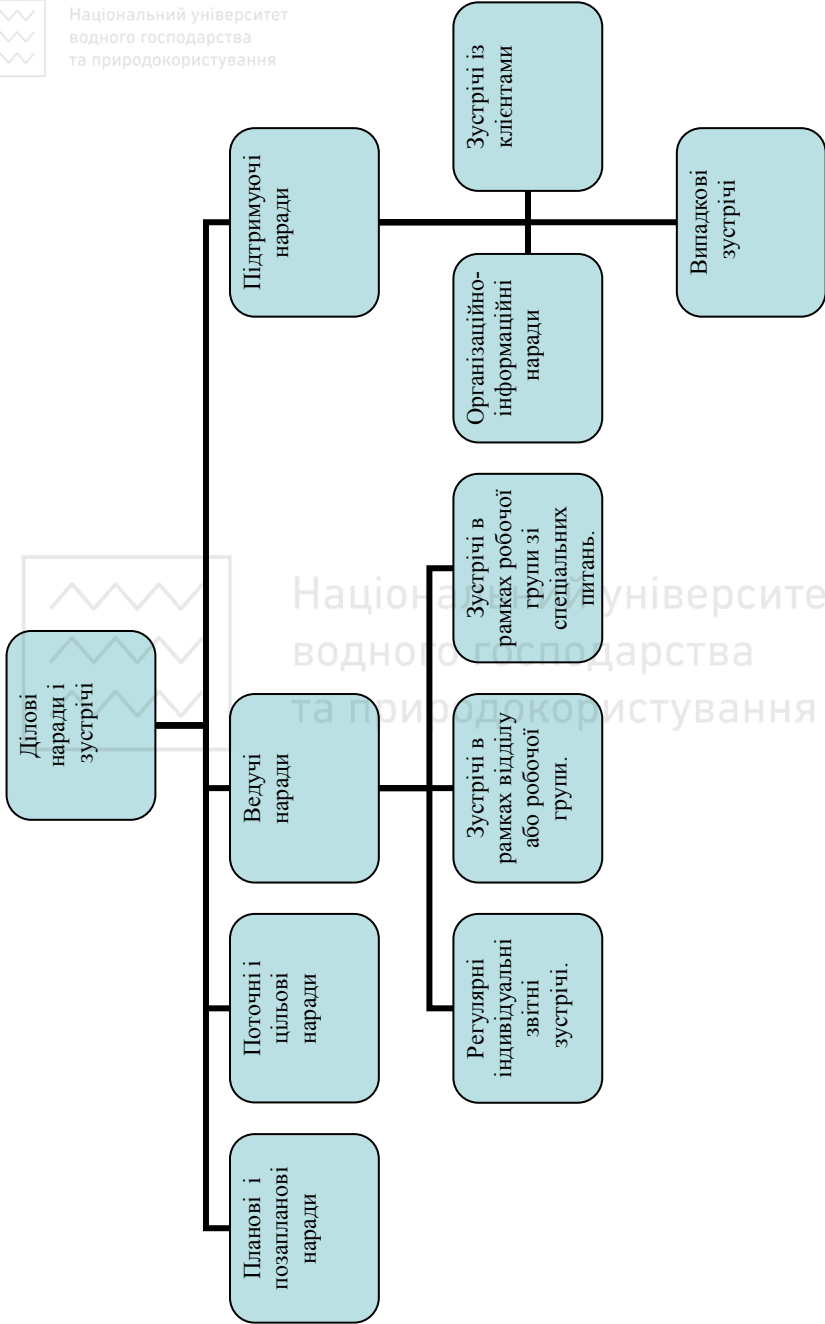 Національний університет
водного господарства
та природокористування
Ділові
наради і
зустрічі
Планові і
позапланові
наради
Поточні і
цільові
наради
Ведучі
наради
Підтримуючі
наради
Регулярні
індивідуальні
звітні
зустрічі.
Зустрічі в
рамках відділу
або робочої
групи.
Зустрічі в
рамках робочої
групи зі
спеціальних
питань.
Організаційно-
інформаційні
наради
Зустрічі із
клієнтами
Випадкові
зустрічі
Національний університе
водного господарства
та природокористування